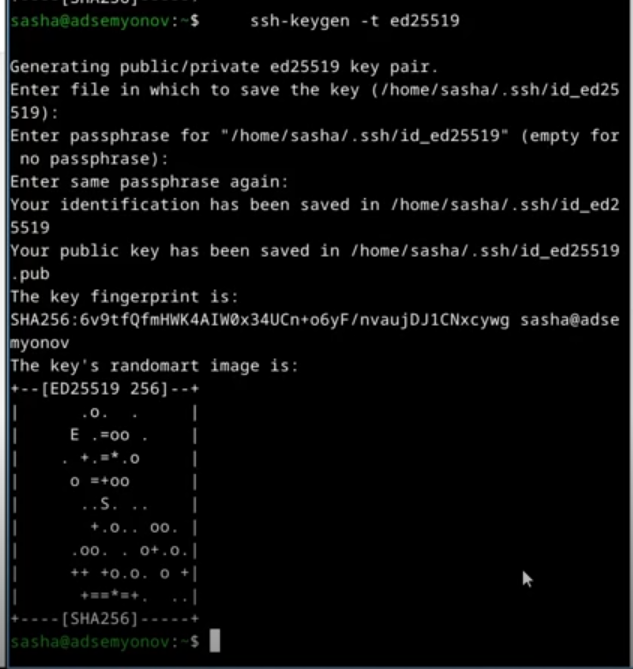 sasha@adsemyonov:~$     ssh-keygen -t ed25519
Generating public/private ed25519 key pair.
Enter file in which to save the key (/home/sasha/.ssh/id_ed25
519):
Enter passphrase for "/home/sasha/.ssh/id_ed25519" (empty for
 no passphrase):
Enter same passphrase again:
Your identification has been saved in /home/sasha/.ssh/id_ed2
5519
Your public key has been saved in /home/sasha/.ssh/id_ed25519
.pub
The key fingerprint is:
SHA256:6v9tfQfmHWK4AIW0x34UCn+o6yF/nvaujDJ1CNxcywg sasha@adse
myonov
The key's randomart image is:
+--[ED25519 256]--+
|      .o.  .     |
|     E .=oo .    |
|    . +.=*.o     |
|     o =+oo      |
|      ..S. ..    |
|       +.o.. oo. |
|     .oo. . o+.o.|
|     ++ +o.o. o +|
|      +==*=+.  ..|
+----[SHA256]-----+
sasha@adsemyonov:~$